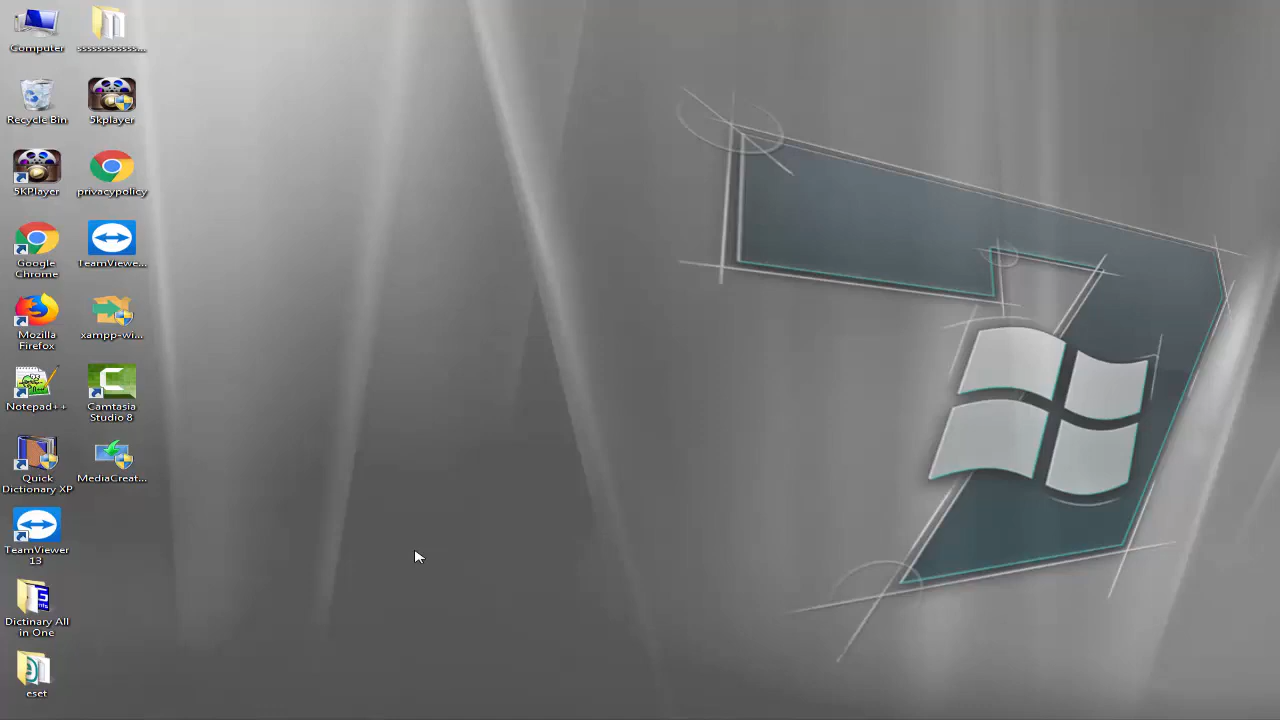 Computer
Recycle Bin
5KPlayer
Google
Chrome
Mozilla
Firefox
Notepad++
Quick
Dictionary XP
TeamViewer
13
Dictinary All
in One
eset
ssssssssssss...
5kplayer
privacypolicy
TeamViewe...
xampp-wi...
Camtasia
Studio 8
MediaCreat...